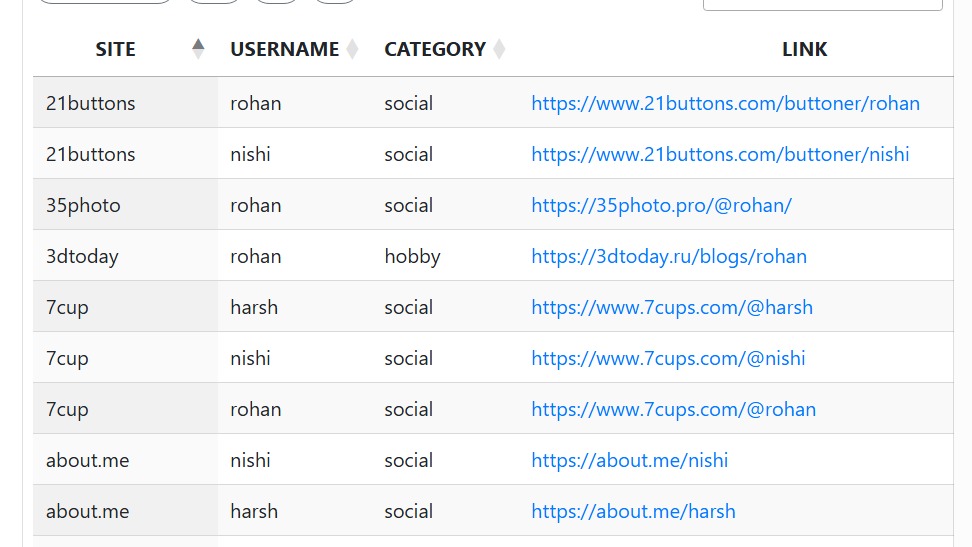 SITE USERNAME CATEGORY LINK
21buttons rohan social https://www.21buttons.com/buttoner/rohan
21buttons nishi social https://www.21buttons.com/buttoner/nishi
35photo rohan social https://35photo.pro/@rohan/
3dtoday rohan hobby https://3dtoday.ru/blogs/rohan
7cup harsh social https://www.7cups.com/@harsh
7cup nishi social https://www.7cups.com/@nishi
7cup rohan social https://www.7cups.com/@rohan
about.me nishi social https://about.me/nishi
about.me harsh social https://about.me/harsh